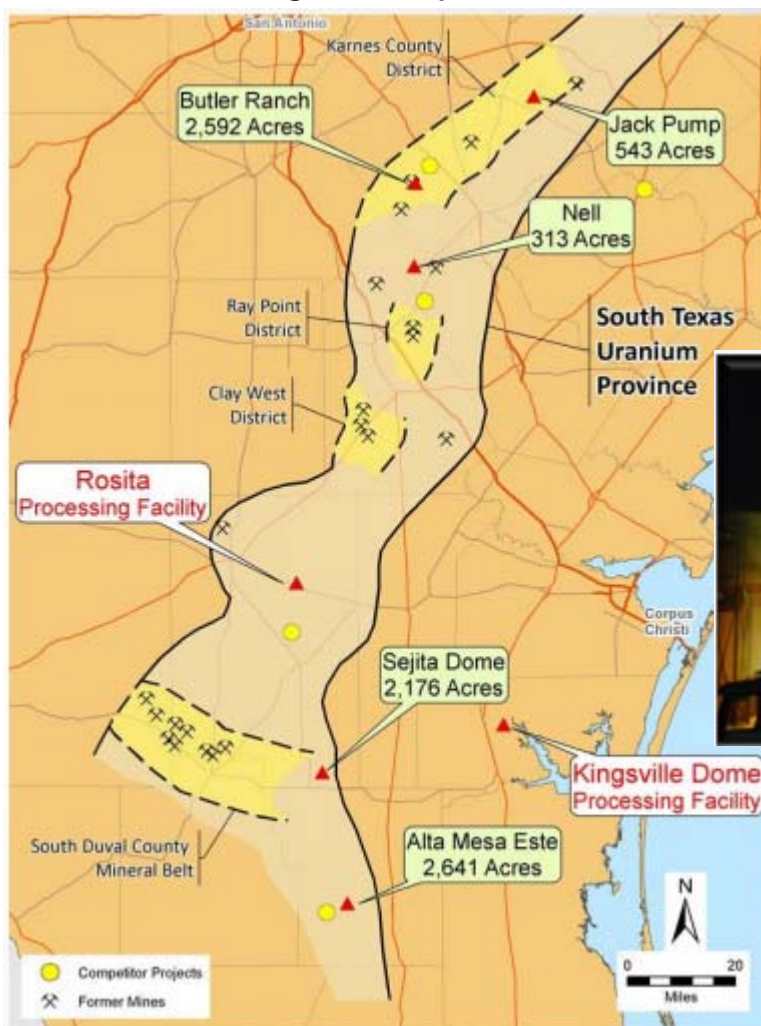 San Antonio
Karnes County
District
Butler Ranch
2,592 Acres
Jack Pump
543 Acres
Nell
313 Acres
Ray Point
District
South Texas
Uranium
Province
Clay West
District
Rosita
Processing Facility
Corpus
Christi
Sejita Dome
2,176 Acres
Kingsville Dome
Processing Facility
South Duval County
Mineral Belt
Alta Mesa Este
2,641 Acres
N
0 20
Miles
Competitor Projects
Former Mines